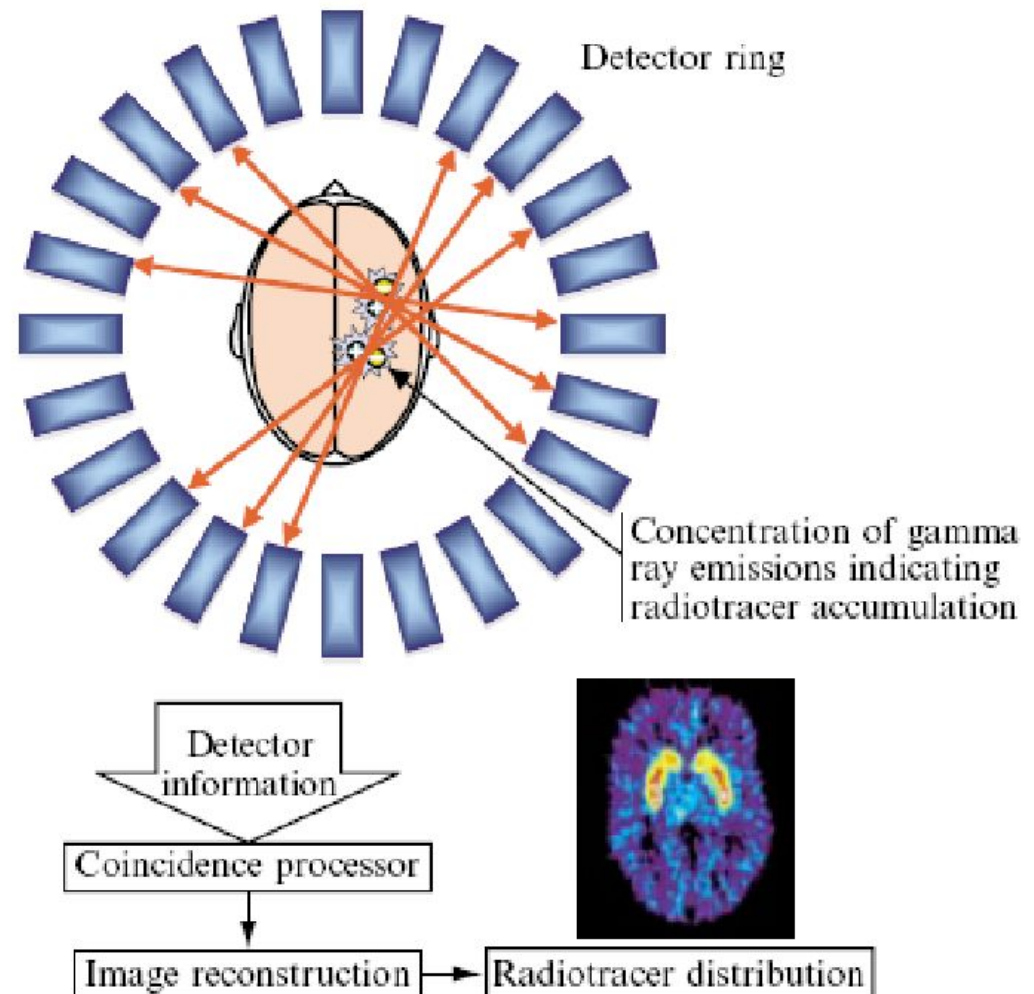 Detector ring
Concentration of gamma
ray emissions indicating
radiotracer accumulation
Detector
information
Coincidence processor
Image reconstruction
Radiotracer distribution